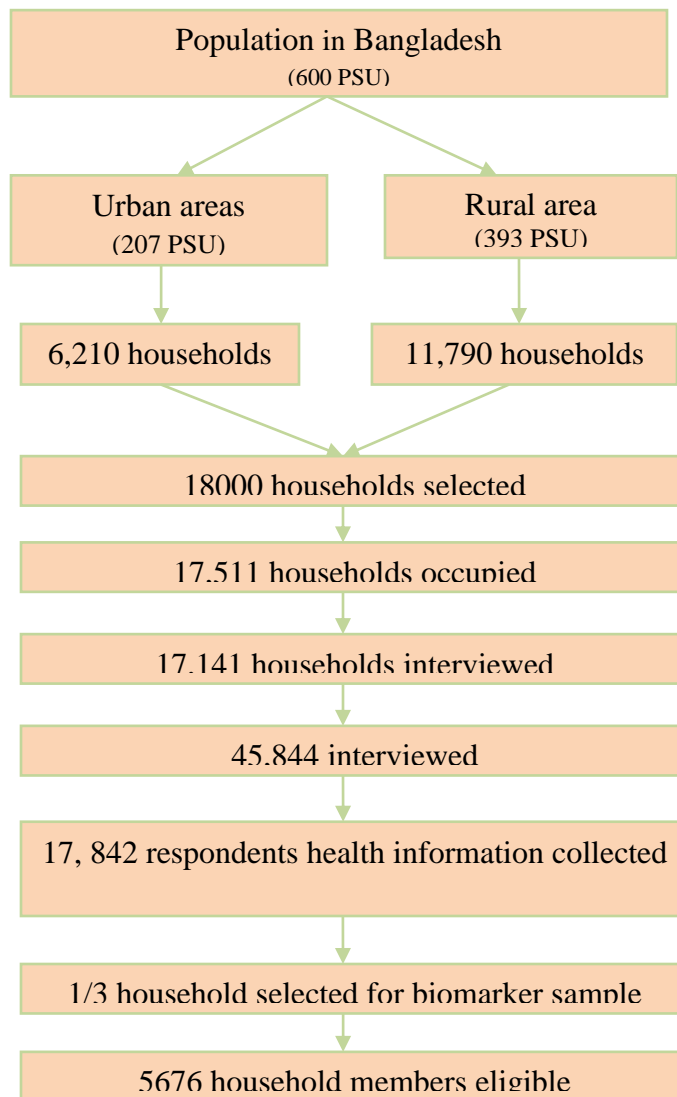 Population in Bangladesh
(600 PSU)
Urban areas
(207 PSU)
Rural area
(393 PSU)
6,210 households
11,790 households
18000 households selected
17,511 households occupied
17,141 households interviewed
45,844 interviewed
17, 842 respondents health information collected
1/3 household selected for biomarker sample
5676 household members eligible